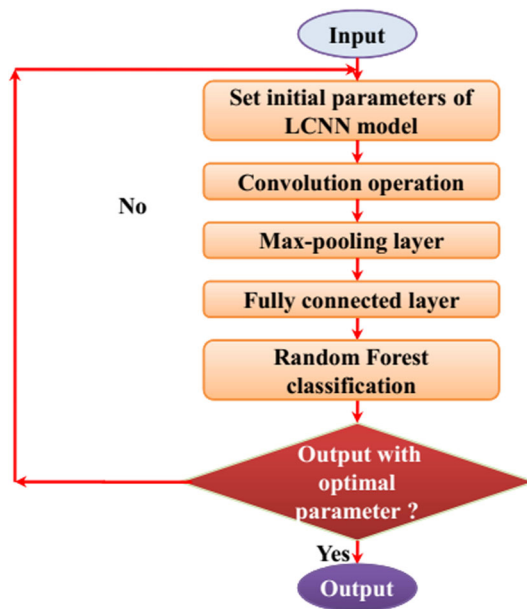 Input
Set initial parameters of
LCNN model
Convolution operation
No
Max-pooling layer
Fully connected layer
Random Forest
classification
Output with
optimal
parameter ?
Yes
Output